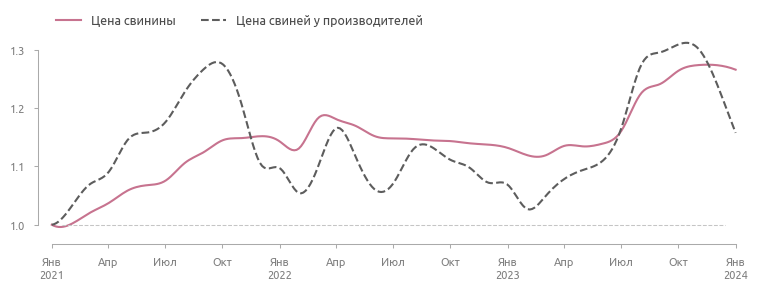 Цена свинины
Цена свиней у производителей
1.3
1.2
1.1
1.0
Янв Апр Июл Окт Янв Апр Июл Окт Янв Апр Июл Окт Янв
2021 2022 2023 2024